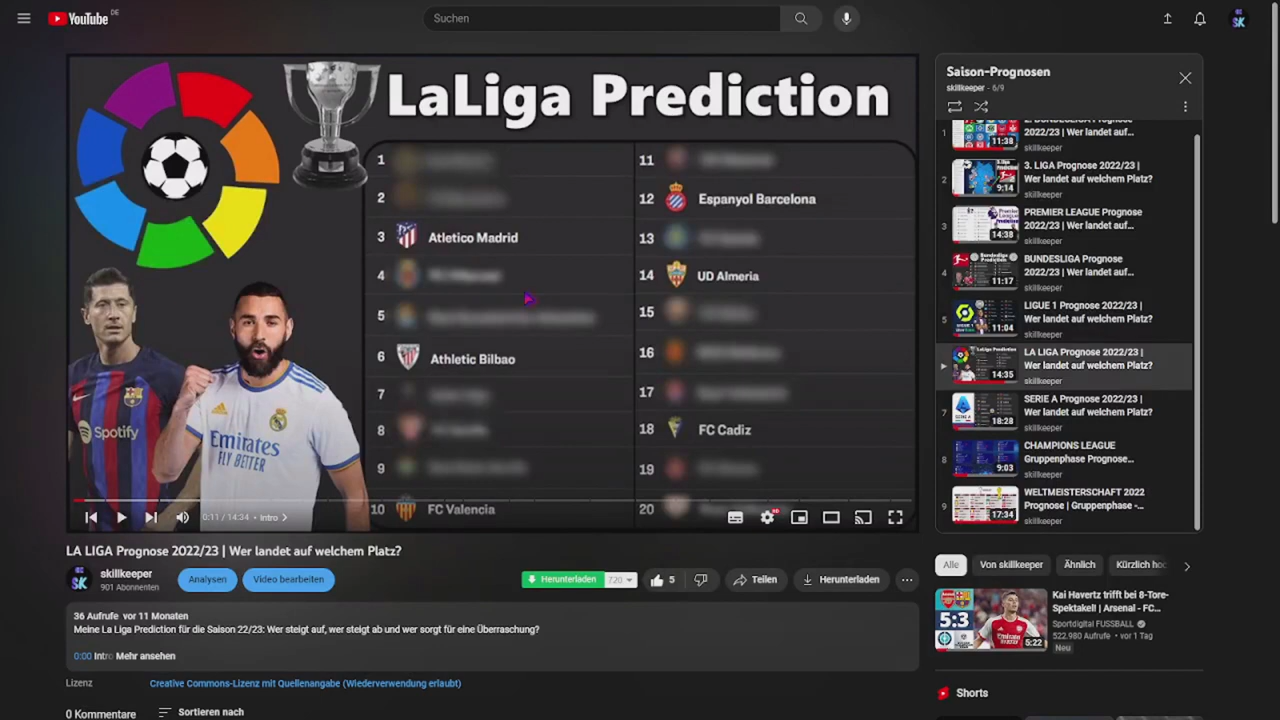 YouTube DE
Suchen
LaLiga Prediction
1
2
3 Atletico Madrid
4
5
6 Athletic Bilbao
7
8
9
10 FC Valencia
11
12 Espanyol Barcelona
13
14 UD Almeria
15
16
17
18 FC Cadiz
19
20
Spotify
Emirates
FLY BETTER
0:11 / 14:34 • Intro
LA LIGA Prognose 2022/23 | Wer landet auf welchem Platz?
skillkeeper
901 Abonnenten
Analysen
Video bearbeiten
Herunterladen 720
5
Teilen
Herunterladen
36 Aufrufe vor 11 Monaten
Meine La Liga Prediction für die Saison 22/23: Wer steigt auf, wer steigt ab und wer sorgt für eine Überraschung?
0:00 Intro Mehr ansehen
Lizenz Creative Commons-Lizenz mit Quellenangabe (Wiederverwendung erlaubt)
0 Kommentare Sortieren nach
Saison-Prognosen
skillkeeper - 6/9
1 2. BUNDESLIGA Prognose
2022/23 | Wer landet auf...
11:38
skillkeeper
2 3. LIGA Prognose 2022/23 |
Wer landet auf welchem Platz?
9:14
skillkeeper
3 PREMIER LEAGUE Prognose
2022/23 | Wer landet auf...
14:38
skillkeeper
4 BUNDESLIGA Prognose
2022/23 | Wer landet auf...
11:17
skillkeeper
5 LIGUE 1 Prognose 2022/23 |
Wer landet auf welchem Platz?
11:04
skillkeeper
LA LIGA Prognose 2022/23 |
Wer landet auf welchem Platz?
14:35
skillkeeper
7 SERIE A Prognose 2022/23 |
Wer landet auf welchem Platz?
18:28
skillkeeper
8 CHAMPIONS LEAGUE
Gruppenphase Prognose...
9:03
skillkeeper
9 WELTMEISTERSCHAFT 2022
Prognose | Gruppenphase -...
17:34
skillkeeper
Alle
Von skillkeeper
Ähnlich
Kürzlich hoc
Kai Havertz trifft bei 8-Tore-
Spektakel! | Arsenal - FC...
Sportdigital FUSSBALL
522.980 Aufrufe • vor 1 Tag
Neu
5:3
5:22
Shorts